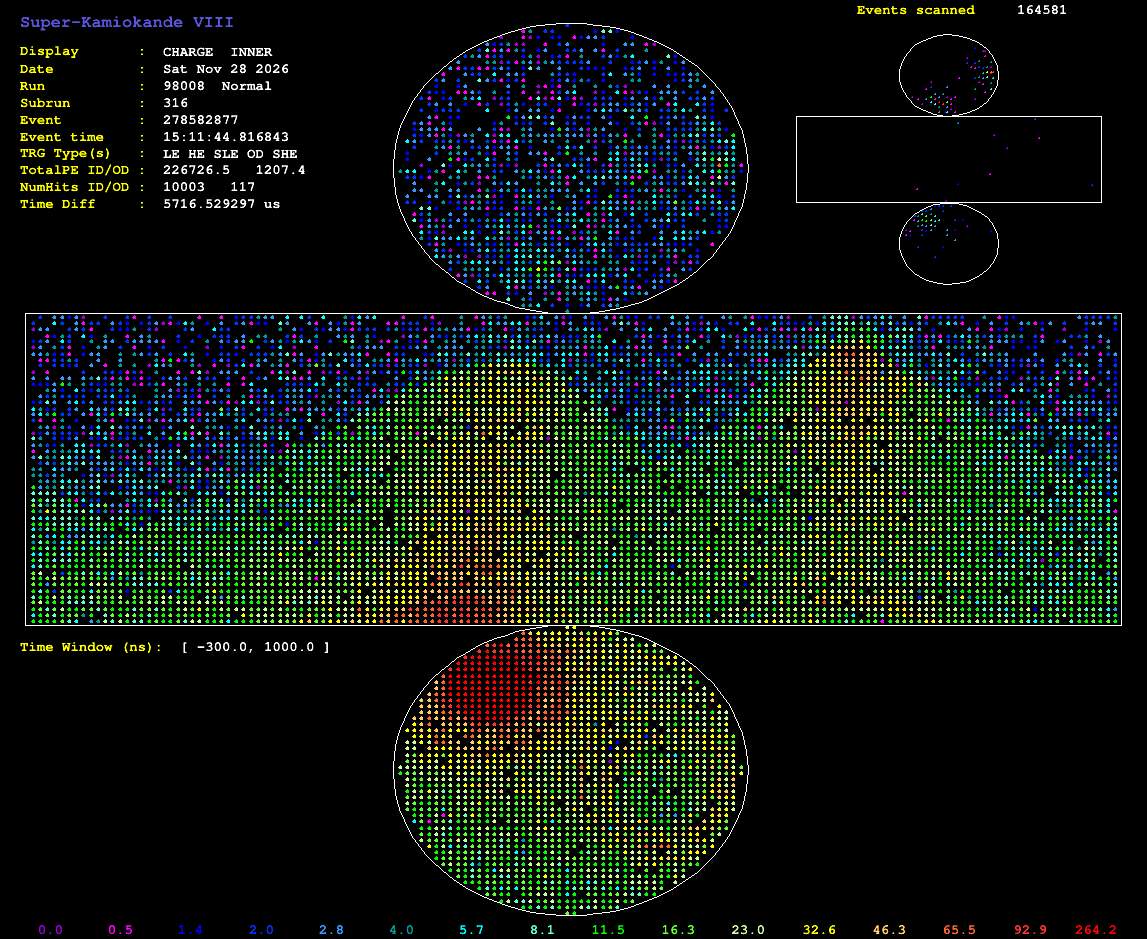 Super-Kamiokande VIII
Events scanned 164581
Display : CHARGE INNER
Date : Sat Nov 28 2026
Run : 98008 Normal
Subrun : 316
Event : 278582877
Event time : 15:11:44.816843
TRG Type(s) : LE HE SLE OD SHE
TotalPE ID/OD : 226726.5 1207.4
NumHits ID/OD : 10003 117
Time Diff : 5716.529297 us
Time Window (ns): [ -300.0, 1000.0 ]
0.0 0.5 1.4 2.0 2.8 4.0 5.7 8.1 11.5 16.3 23.0 32.6 46.3 65.5 92.9 264.2